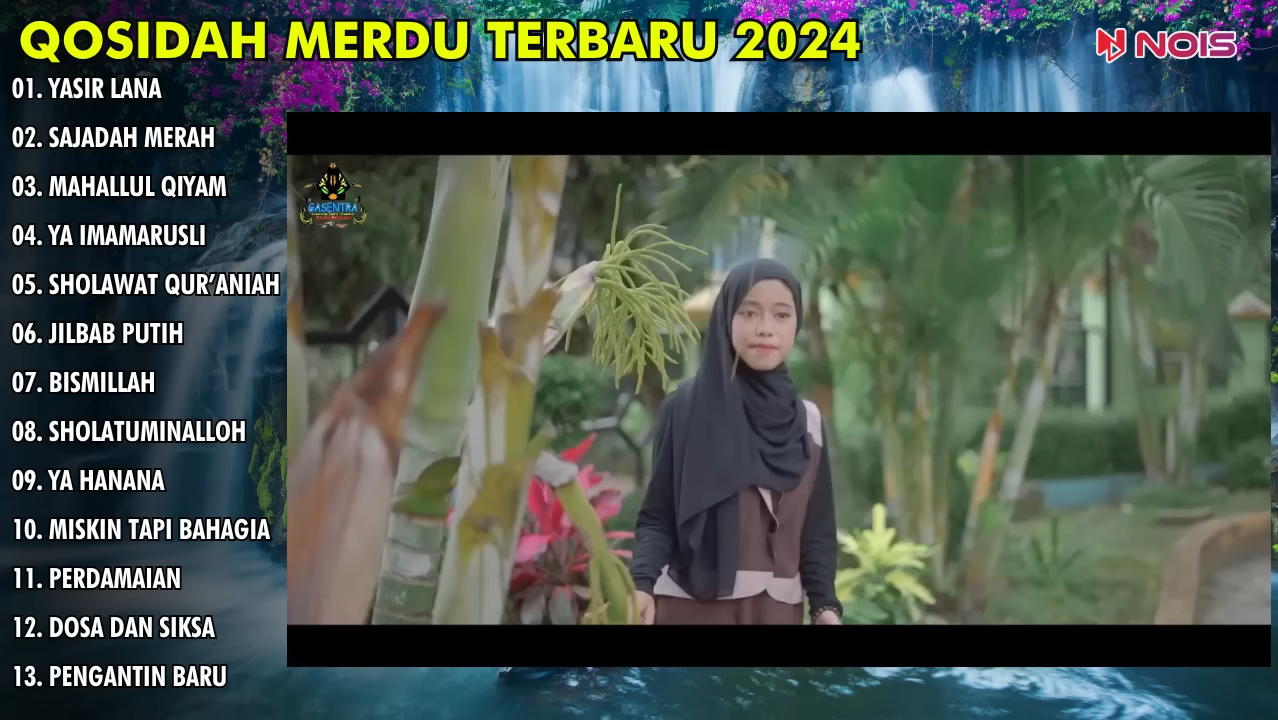 QOSIDAH MERDU TERBARU 2024
NOIS
01. YASIR LANA
02. SAJADAH MERAH
03. MAHALLUL QIYAM
04. YA IMAMARUSLI
05. SHOLAWAT QUR'ANIAH
06. JILBAB PUTIH
07. BISMILLAH
08. SHOLATUMINALLOH
09. YA HANANA
10. MISKIN TAPI BAHAGIA
11. PERDAMAIAN
12. DOSA DAN SIKSA
13. PENGANTIN BARU
GASENTRA